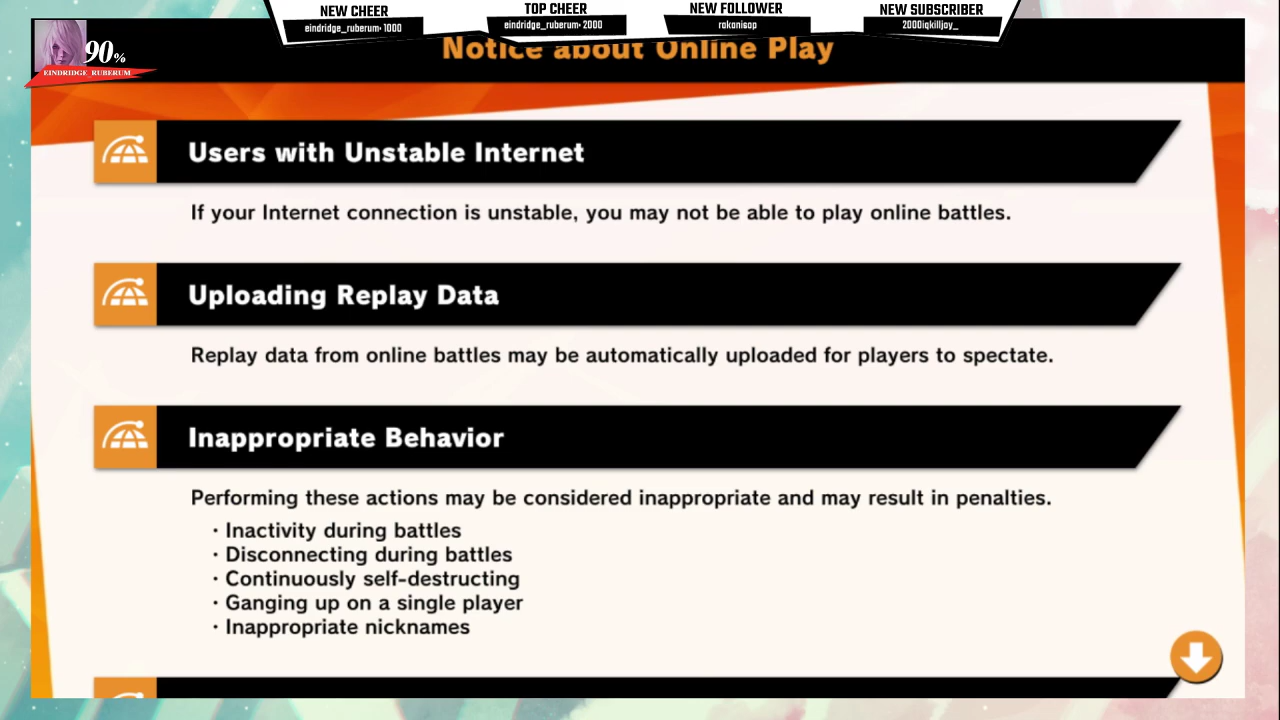 NEW CHEER
eindridge_ruberum: 1000
TOP CHEER
eindridge_ruberum: 2000
NEW FOLLOWER
rakonisop
NEW SUBSCRIBER
2000iqkilljoy_
90%
EINDRIDGE_RUBERUM
Notice about Online Play
Users with Unstable Internet
If your Internet connection is unstable, you may not be able to play online battles.
Uploading Replay Data
Replay data from online battles may be automatically uploaded for players to spectate.
Inappropriate Behavior
Performing these actions may be considered inappropriate and may result in penalties.
· Inactivity during battles
· Disconnecting during battles
· Continuously self-destructing
· Ganging up on a single player
· Inappropriate nicknames